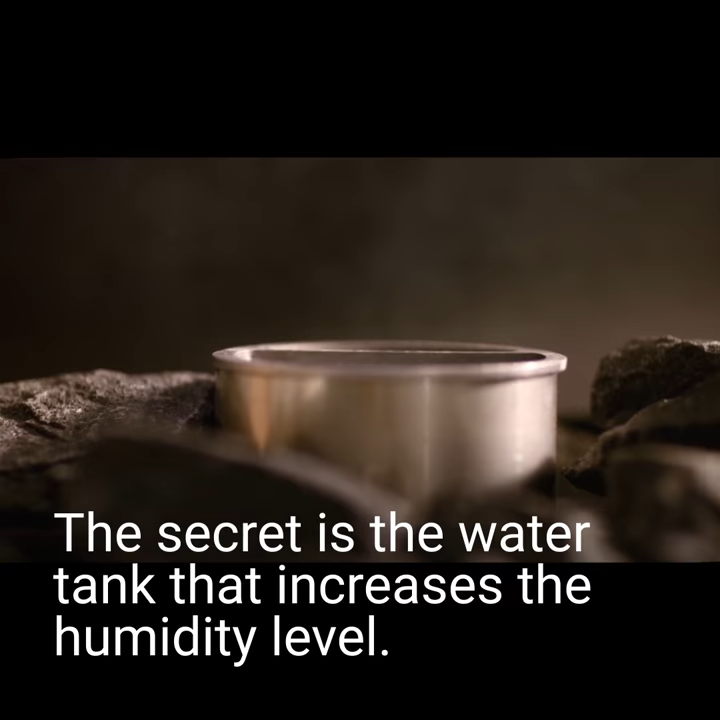 The secret is the water
tank that increases the
humidity level.